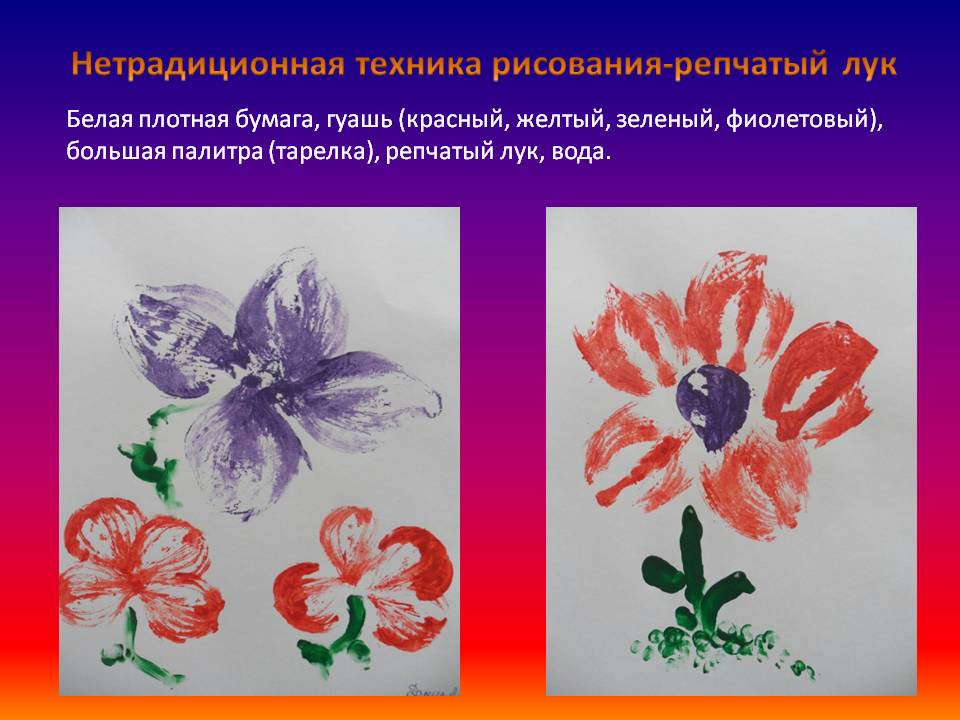 Нетрадиционная техника рисования-репчатый лук
Белая плотная бумага, гуашь (красный, желтый, зеленый, фиолетовый),
большая палитра (тарелка), репчатый лук, вода.